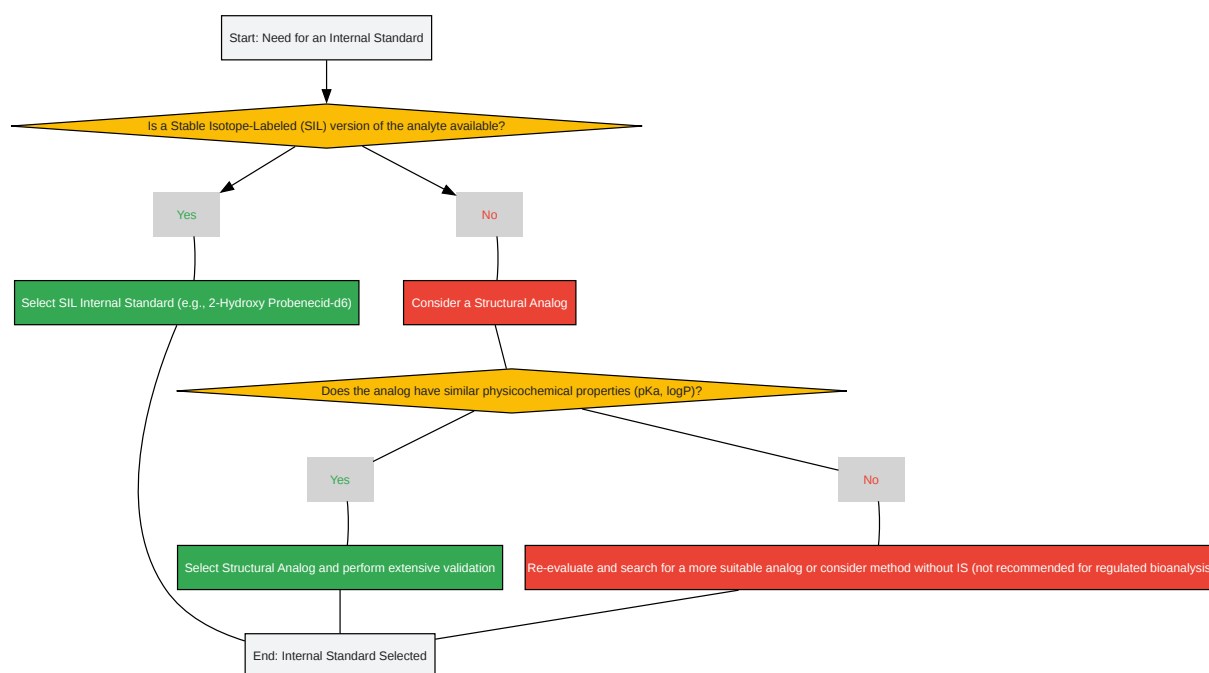 Start: Need for an Internal Standard
Is a Stable Isotope-Labeled (SIL) version of the analyte available?
Yes
No
Select SIL Internal Standard (e.g., 2-Hydroxy Probenecid-d6)
Consider a Structural Analog
Does the analog have similar physicochemical properties (pKa, logP)?
Yes
No
Select Structural Analog and perform extensive validation
Re-evaluate and search for a more suitable analog or consider method without IS (not recommended for regulated bioanalysis
End: Internal Standard Selected